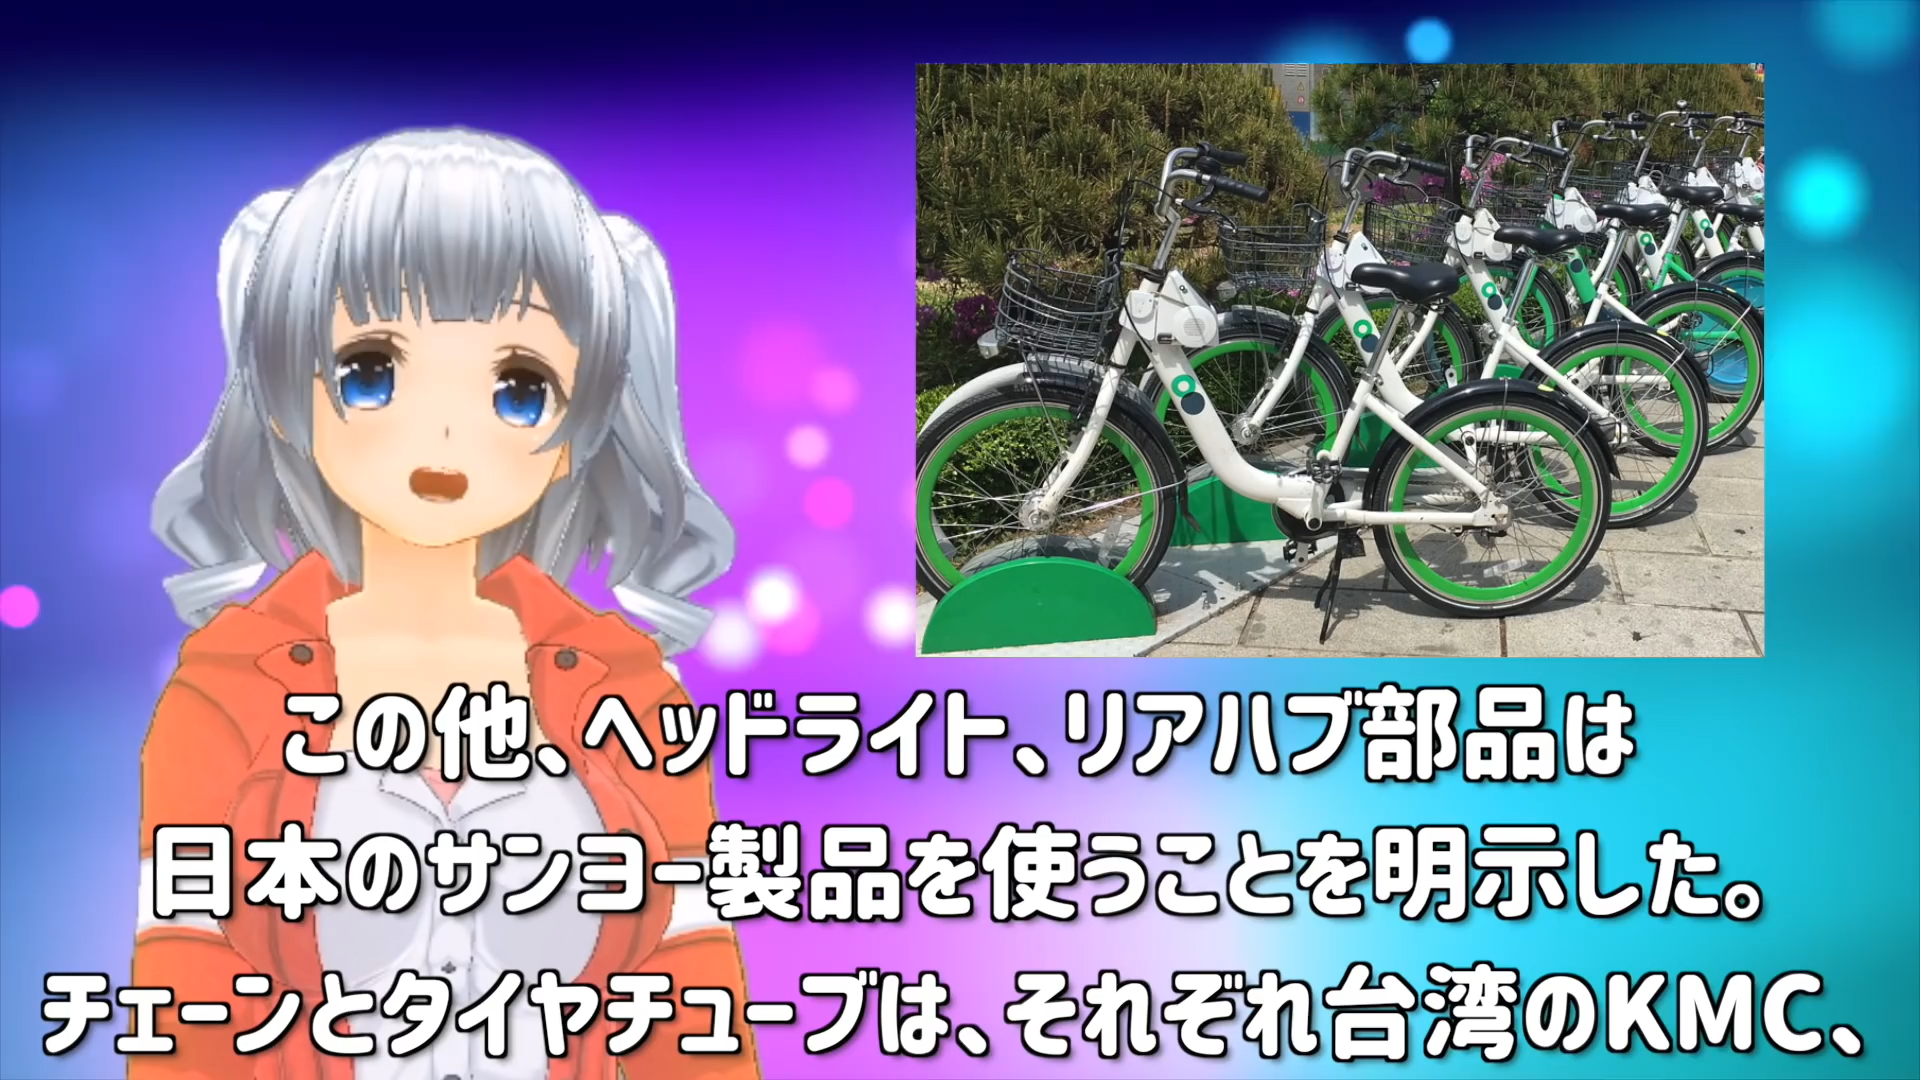 この他、ヘッドライト、リアハブ部品は
日本のサンヨー製品を使うことを明示した。
チェーンとタイヤチューブは、それぞれ台湾のKMC、